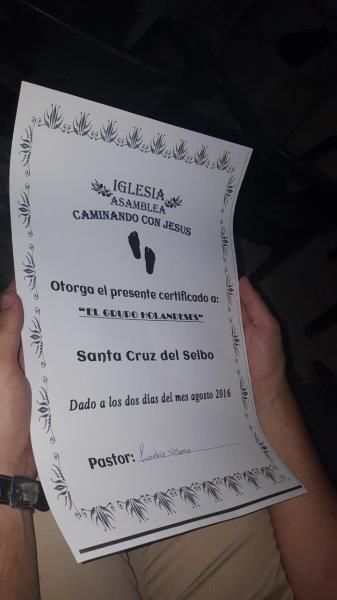 IGLESIA
ASAMBLEA
CAMINANDO CON JESUS
Otorga el presente certificado a:
"EL GRUPO HOLANDESES"
Santa Cruz del Seibo
Dado a los dos dias del mes agosto 2016
Pastor: